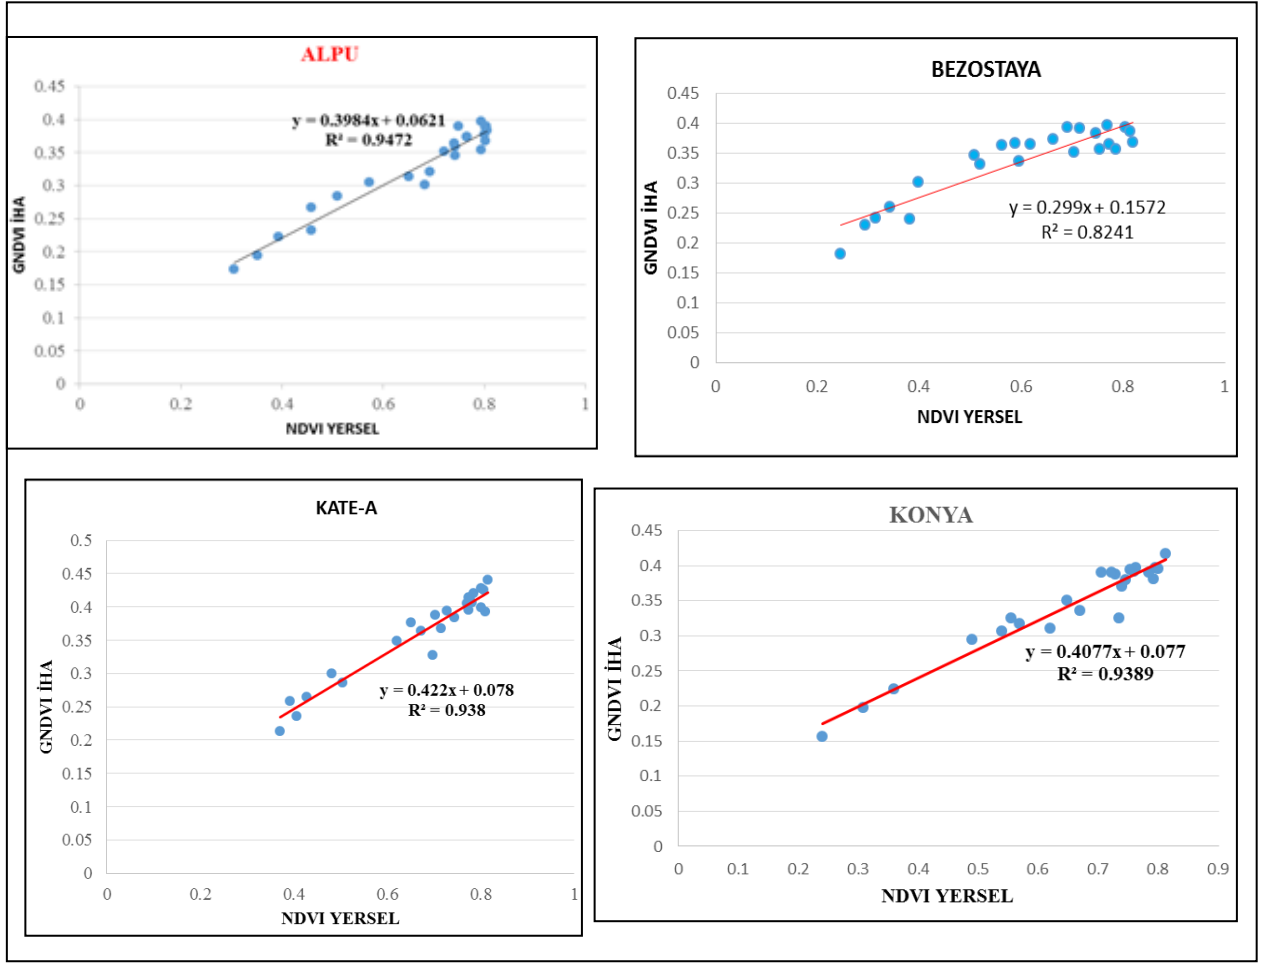 ALPU
0.45
0.4
0.35
0.3
0.25
0.2
0.15
0.1
0.05
0
0 0.2 0.4 0.6 0.8 1
y = 0.3984x + 0.0621
R² = 0.9472
GNDVI İHA
NDVI YERSEL
BEZOSTAYA
0.45
0.4
0.35
0.3
0.25
0.2
0.15
0.1
0.05
0
0 0.2 0.4 0.6 0.8 1
y = 0.299x + 0.1572
R² = 0.8241
GNDVI İHA
NDVI YERSEL
KATE-A
0.5
0.45
0.4
0.35
0.3
0.25
0.2
0.15
0.1
0.05
0
0 0.2 0.4 0.6 0.8 1
y = 0.422x + 0.078
R² = 0.938
GNDVI İHA
NDVI YERSEL
KONYA
0.45
0.4
0.35
0.3
0.25
0.2
0.15
0.1
0.05
0
0 0.1 0.2 0.3 0.4 0.5 0.6 0.7 0.8 0.9
y = 0.4077x + 0.077
R² = 0.9389
GNDVI İHA
NDVI YERSEL